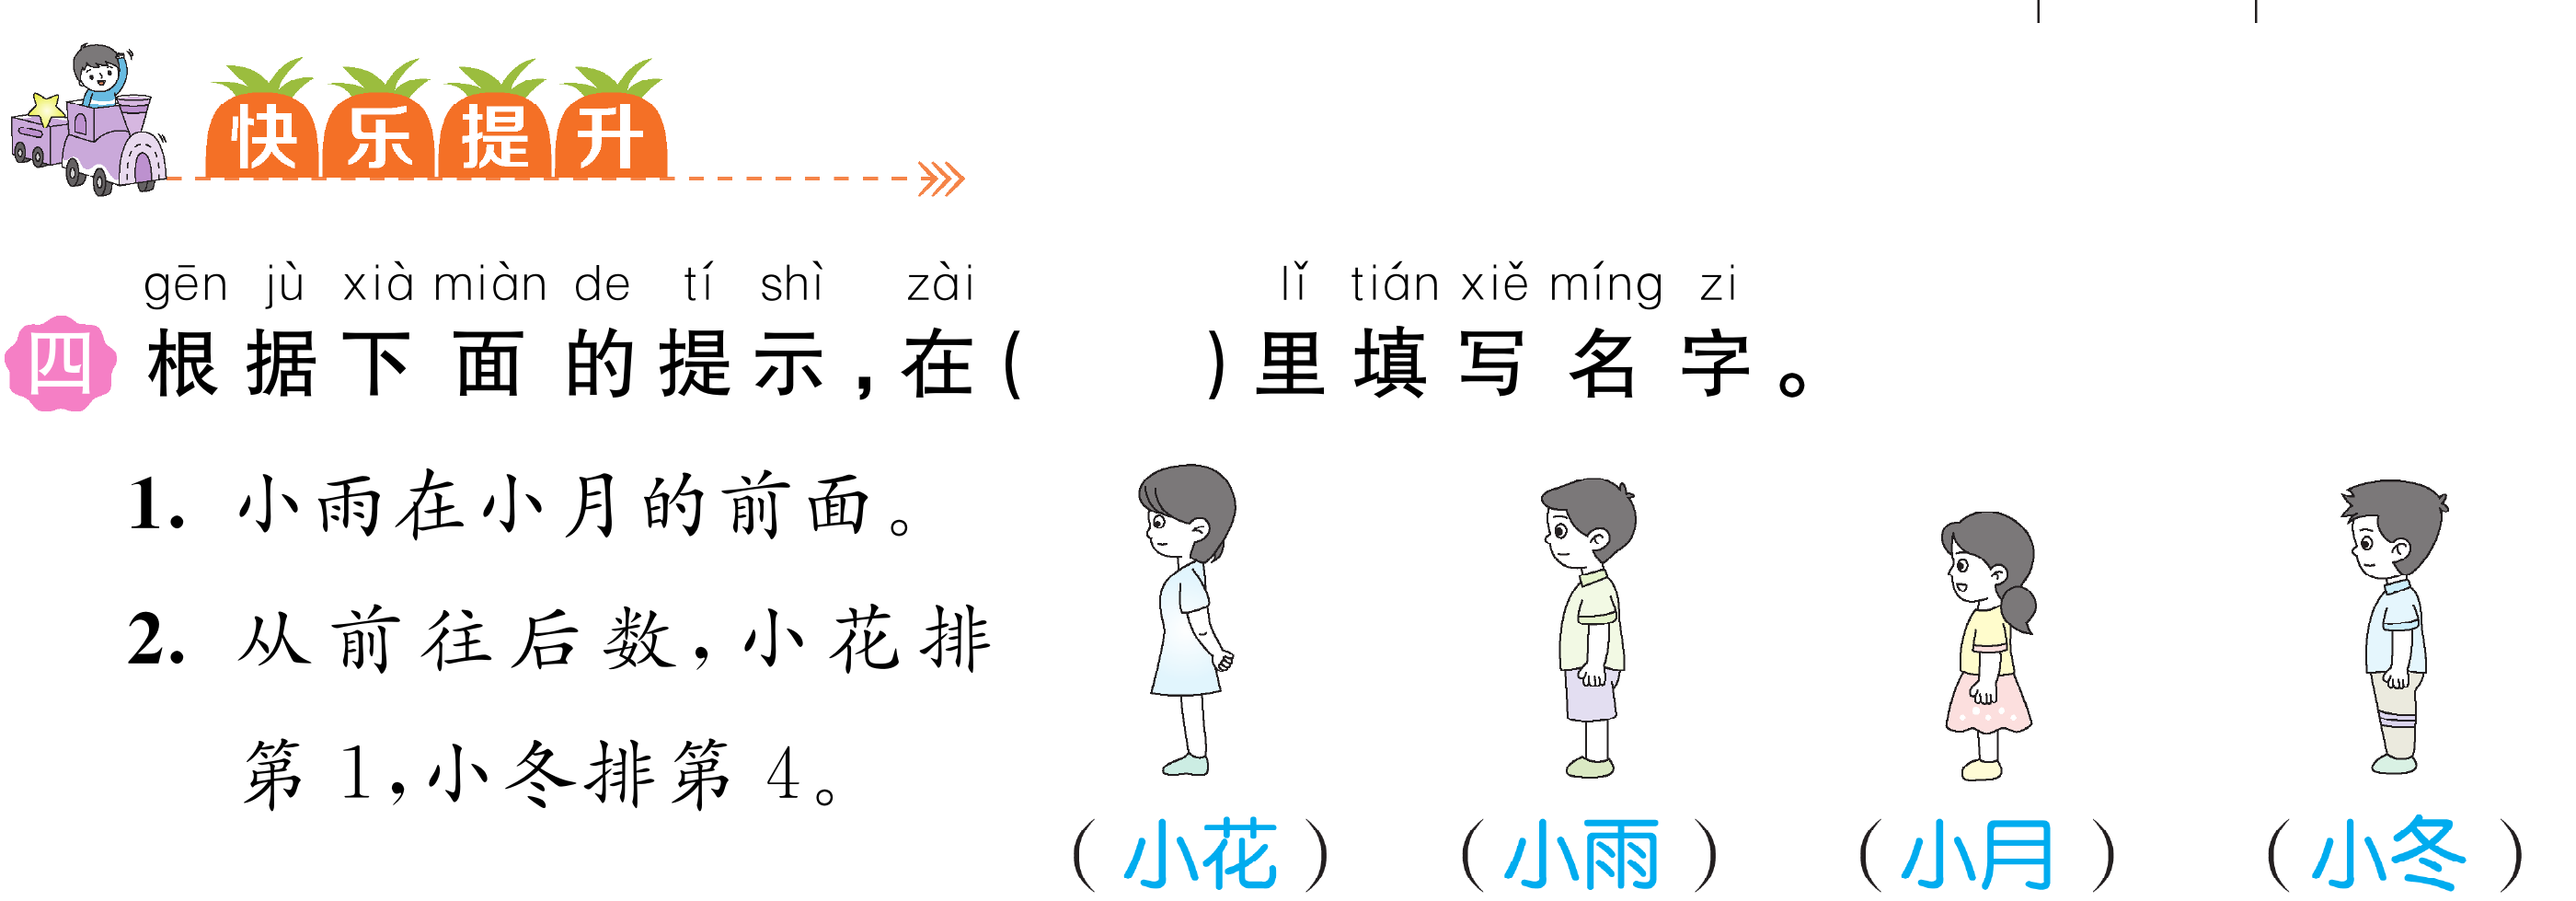 快乐提升
gēn jù xià miàn de tí shì zài lǐ tián xiě míng zi
四 根据下面的提示,在( )里填写名字。
1. 小雨在小月的前面。
2. 从前往后数,小花排
第1,小冬排第4。
(小花) (小雨) (小月) (小冬)